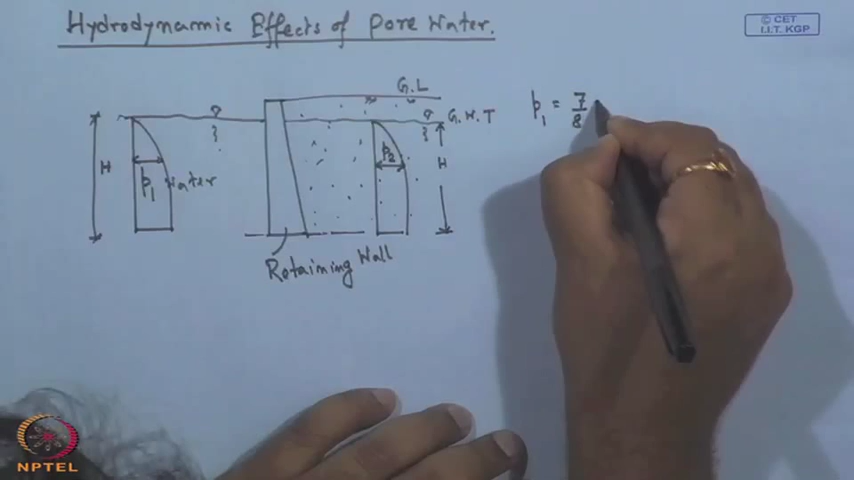 Hydrodynamic Effects of Pore Water.
© CET
I.I.T. KGP
G.L
G.W.T
H
p1
water
p2
H
Retaining Wall
p1 = 7/8
NPTEL